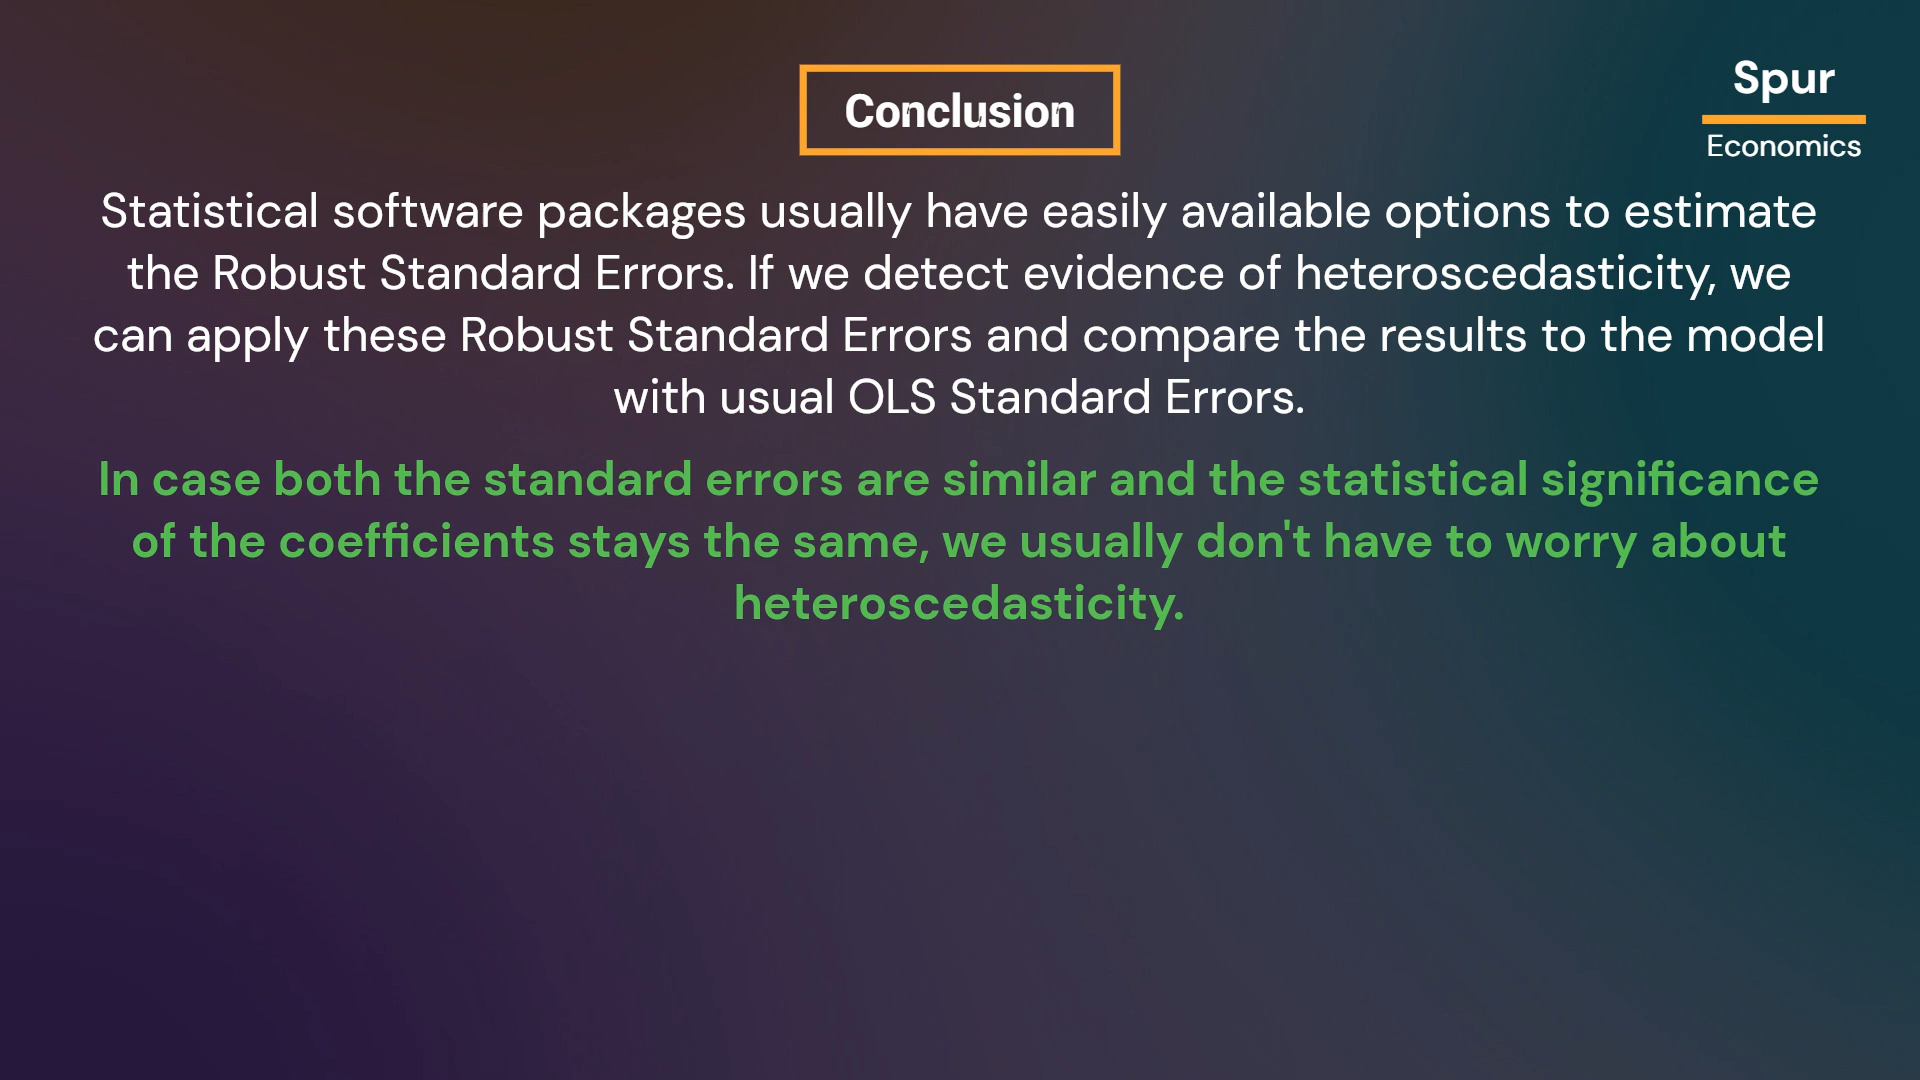 Conclusion
Spur
Economics
Statistical software packages usually have easily available options to estimate
the Robust Standard Errors. If we detect evidence of heteroscedasticity, we
can apply these Robust Standard Errors and compare the results to the model
with usual OLS Standard Errors.
In case both the standard errors are similar and the statistical significance
of the coefficients stays the same, we usually don't have to worry about
heteroscedasticity.